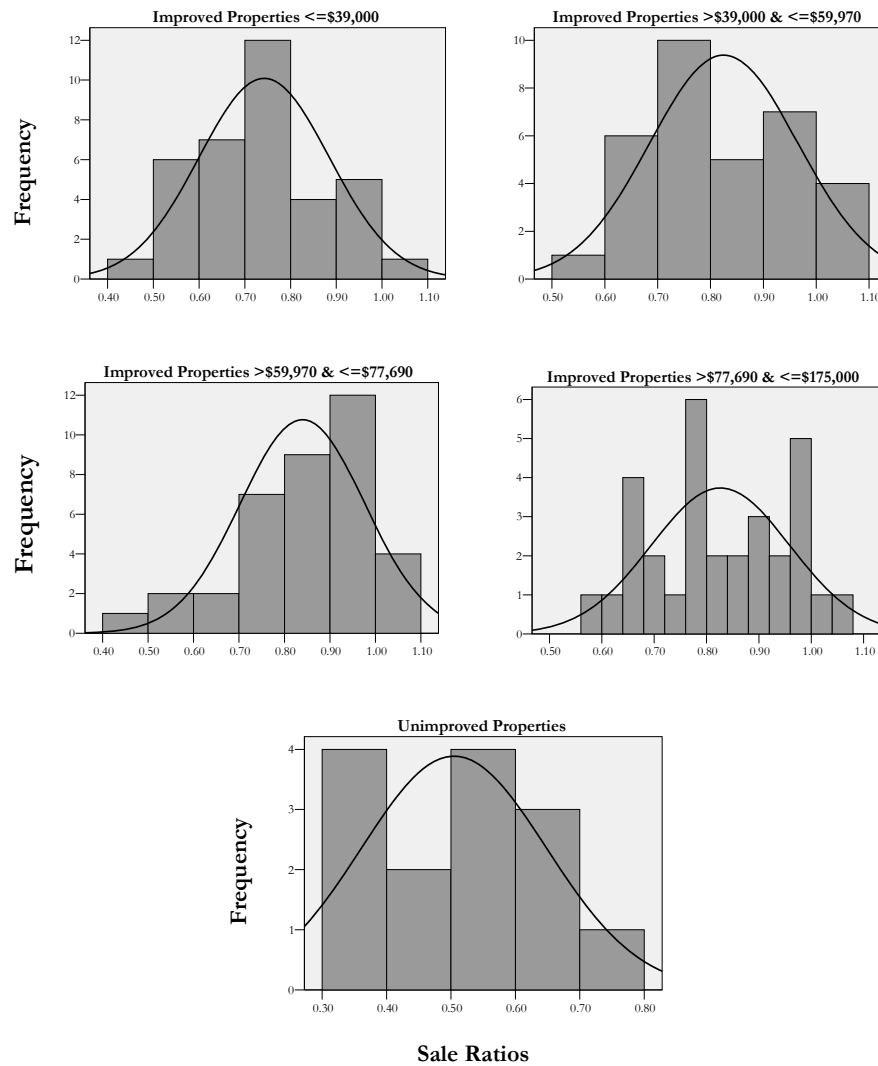 Improved Properties <=$39,000
Improved Properties >$39,000 & <=$59,970
Frequency
12
10
8
6
4
2
0
0.40 0.50 0.60 0.70 0.80 0.90 1.00 1.10
10
8
6
4
2
0
0.50 0.60 0.70 0.80 0.90 1.00 1.10
Improved Properties >$59,970 & <=$77,690
Improved Properties >$77,690 & <=$175,000
Frequency
12
10
8
6
4
2
0
0.40 0.50 0.60 0.70 0.80 0.90 1.00 1.10
6
5
4
3
2
1
0
0.50 0.60 0.70 0.80 0.90 1.00 1.10
Unimproved Properties
Frequency
4
3
2
1
0
0.30 0.40 0.50 0.60 0.70 0.80
Sale Ratios